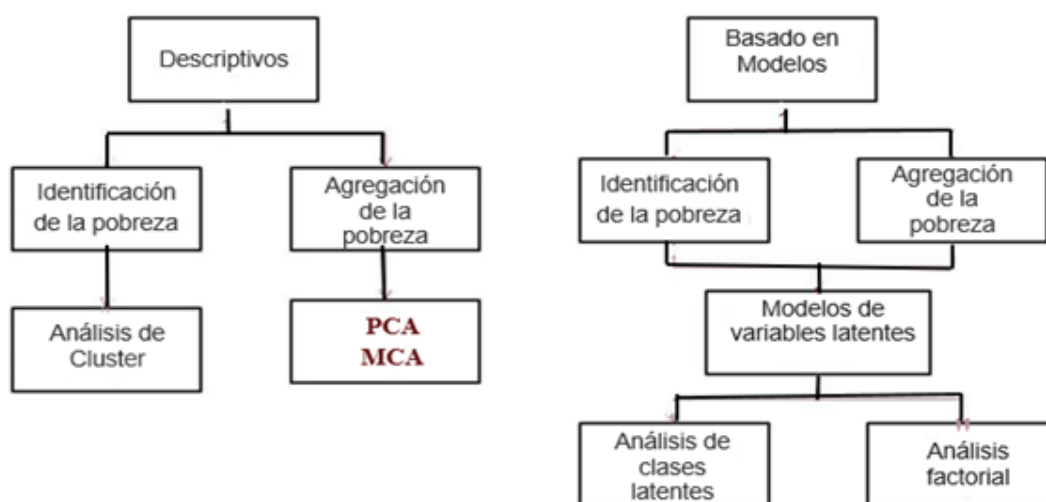 Descriptivos
Identificación
de la pobreza
Agregación
de la
pobreza
Análisis de
Cluster
PCA
MCA
Basado en
Modelos
Identificación
de la pobreza
Agregación
de la
pobreza
Modelos de
variables latentes
Análisis de
clases
latentes
Análisis
factorial